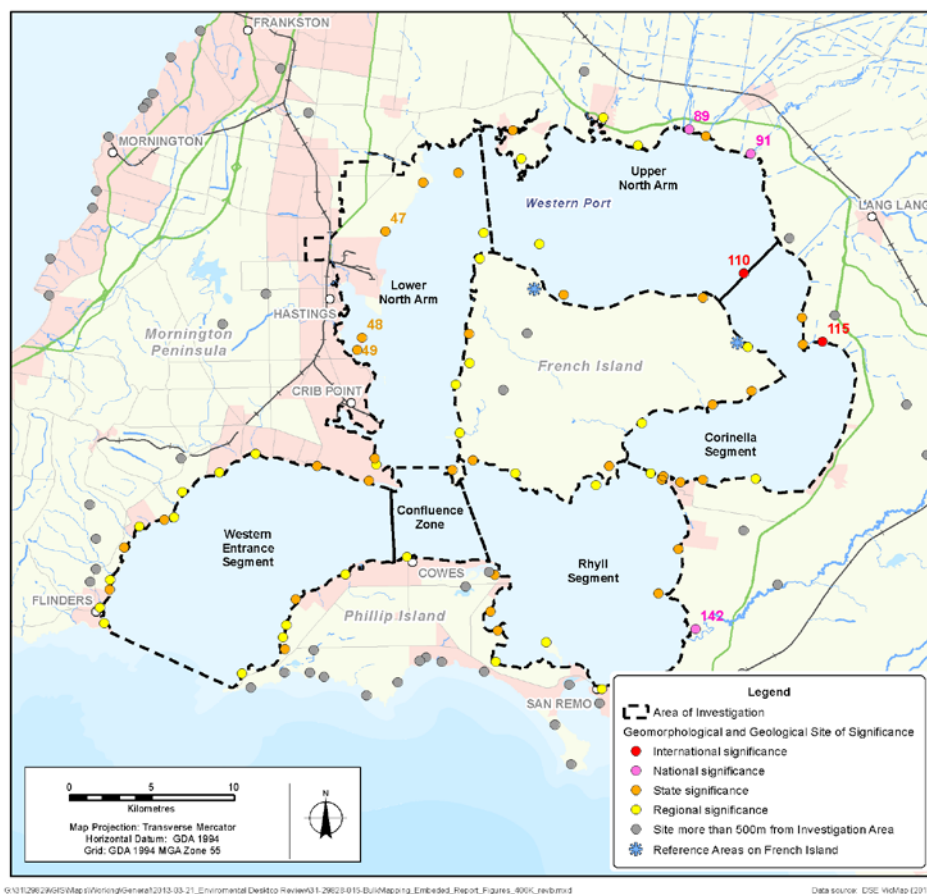 FRANKSTON
MORNINGTON
89
91
Upper
North Arm
Western Port
LANG LANG
47
110
Lower
North Arm
HASTINGS
48
49
115
Mornington
Peninsula
French Island
CRIB POINT
Corinella
Segment
Confluence
Zone
Western
Entrance
Segment
Rhyll
Segment
COWES
FLINDERS
Phillip Island
142
SAN REMO
Legend
Area of Investigation
Geomorphological and Geological Site of Significance
International significance
National significance
State significance
Regional significance
Site more than 500m from Investigation Area
Reference Areas on French Island
0 5 10
Kilometres
Map Projection: Transverse Mercator
Horizontal Datum: GDA 1994
Grid: GDA 1994 MGA Zone 55
N
Data source: DSE VicMap